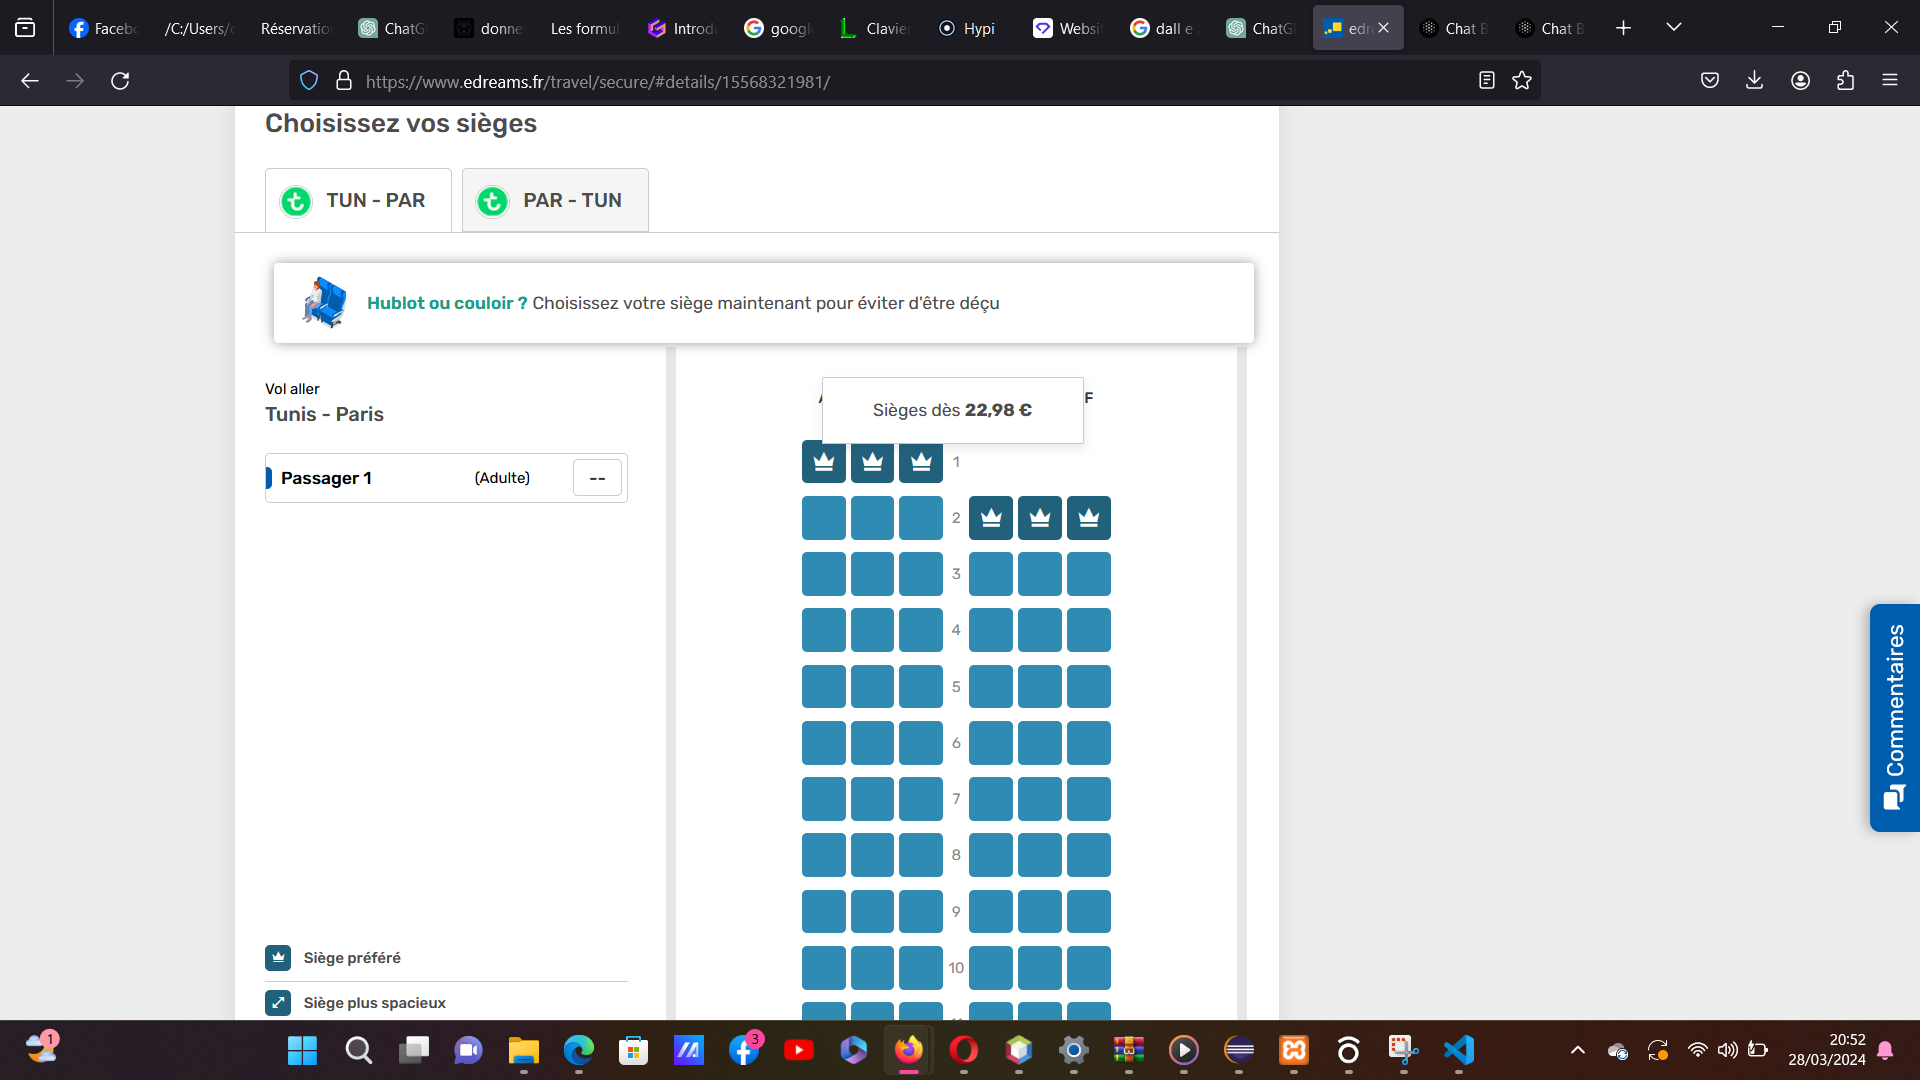 Faceb
/C:/Users/
Réservatio
ChatG
donne
Les formul
Introd
googl
Clavie
Hypi
Websi
dall e
ChatG
edr
Chat B
Chat B
https://www.edreams.fr/travel/secure/#details/15568321981/
Choisissez vos sièges
TUN - PAR
PAR - TUN
Hublot ou couloir ? Choisissez votre siège maintenant pour éviter d'être déçu
Vol aller
Tunis - Paris
Passager 1 (Adulte) --
F
Sièges dès 22,98 €
1
2
3
4
5
6
7
8
9
10
Siège préféré
Siège plus spacieux
Commentaires
1
3
20:52
28/03/2024